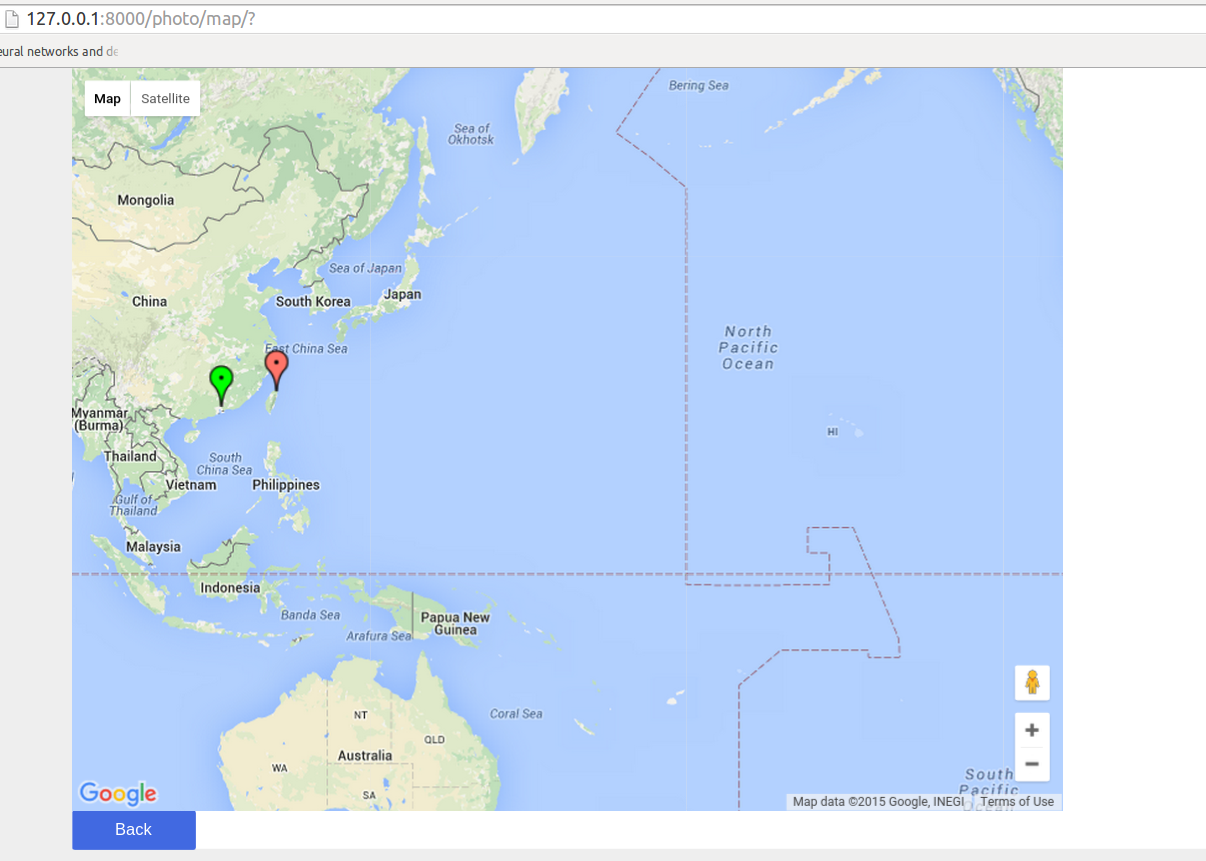 127.0.0.1:8000/photo/map/?
eural networks and de
Map Satellite
Bering Sea
Sea of
Okhotsk
Mongolia
Sea of Japan
China
South Korea
Japan
North
Pacific
Ocean
East China Sea
Myanmar
(Burma)
HI
Thailand
South
China Sea
Vietnam
Philippines
Gulf of
Thailand
Malaysia
Indonesia
Banda Sea
Papua New
Guinea
Arafura Sea
NT
Coral Sea
QLD
Australia
WA
SA
South
Pacific
Ocean
Google
Map data ©2015 Google, INEGI Terms of Use
Back